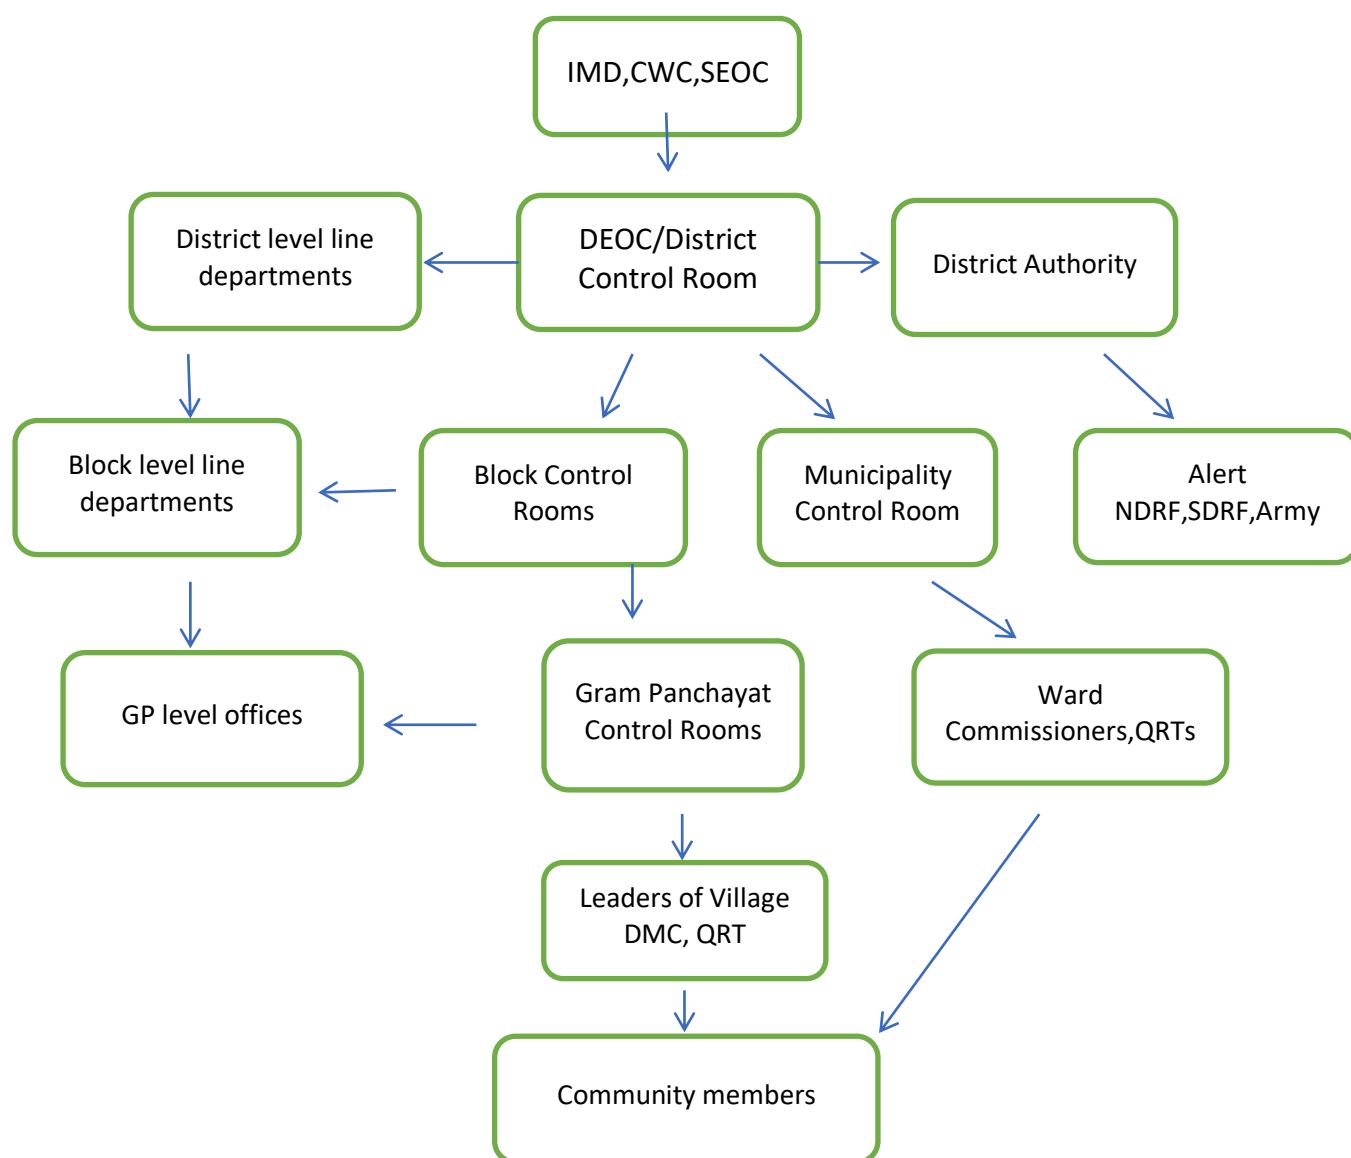 IMD,CWC,SEOC
District level line
departments
DEOC/District
Control Room
District Authority
Block level line
departments
Block Control
Rooms
Municipality
Control Room
Alert
NDRF,SDRF,Army
GP level offices
Gram Panchayat
Control Rooms
Ward
Commissioners,QRTs
Leaders of Village
DMC, QRT
Community members